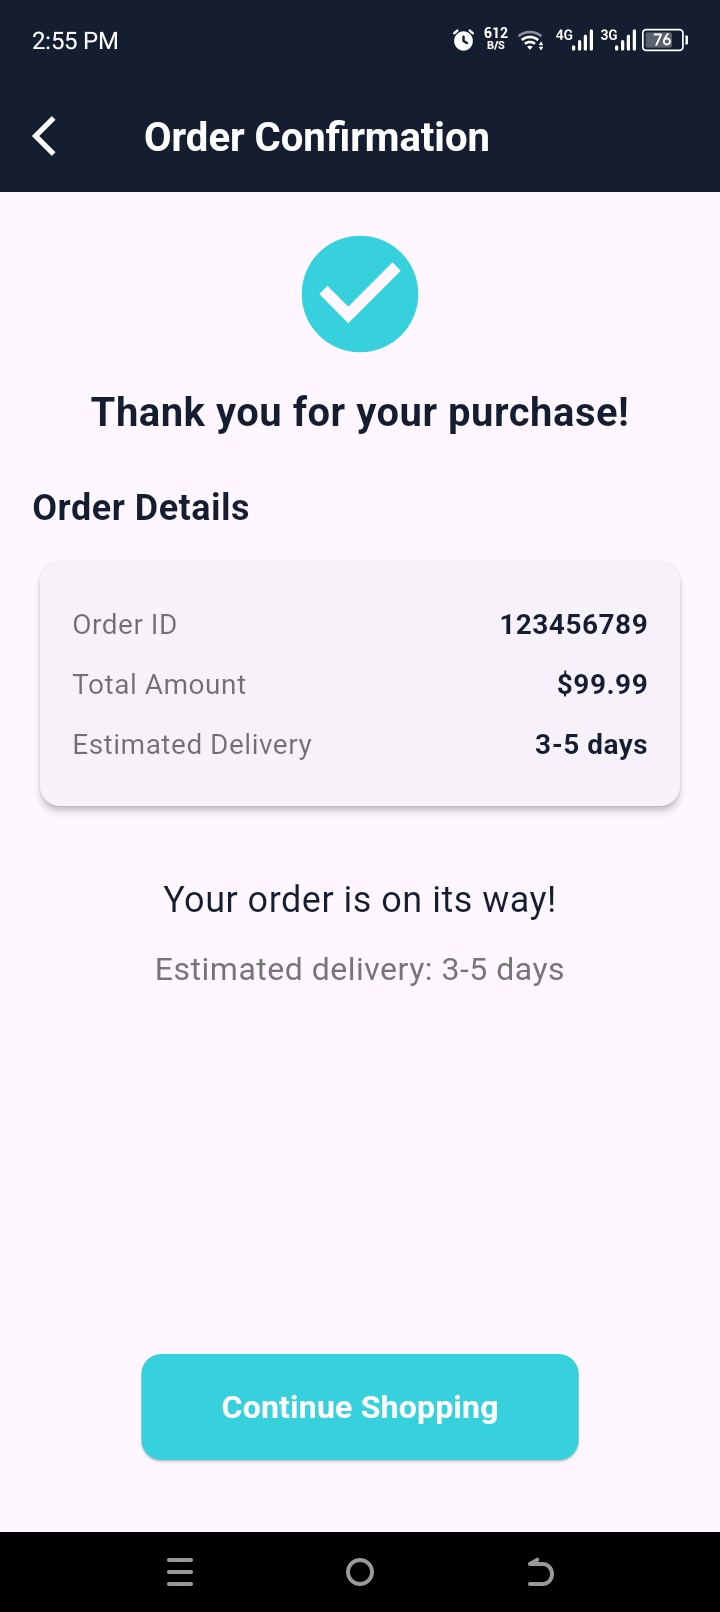 2:55 PM
612
B/S
4G
3G
76
Order Confirmation
Thank you for your purchase!
Order Details
Order ID 123456789
Total Amount $99.99
Estimated Delivery 3-5 days
Your order is on its way!
Estimated delivery: 3-5 days
Continue Shopping